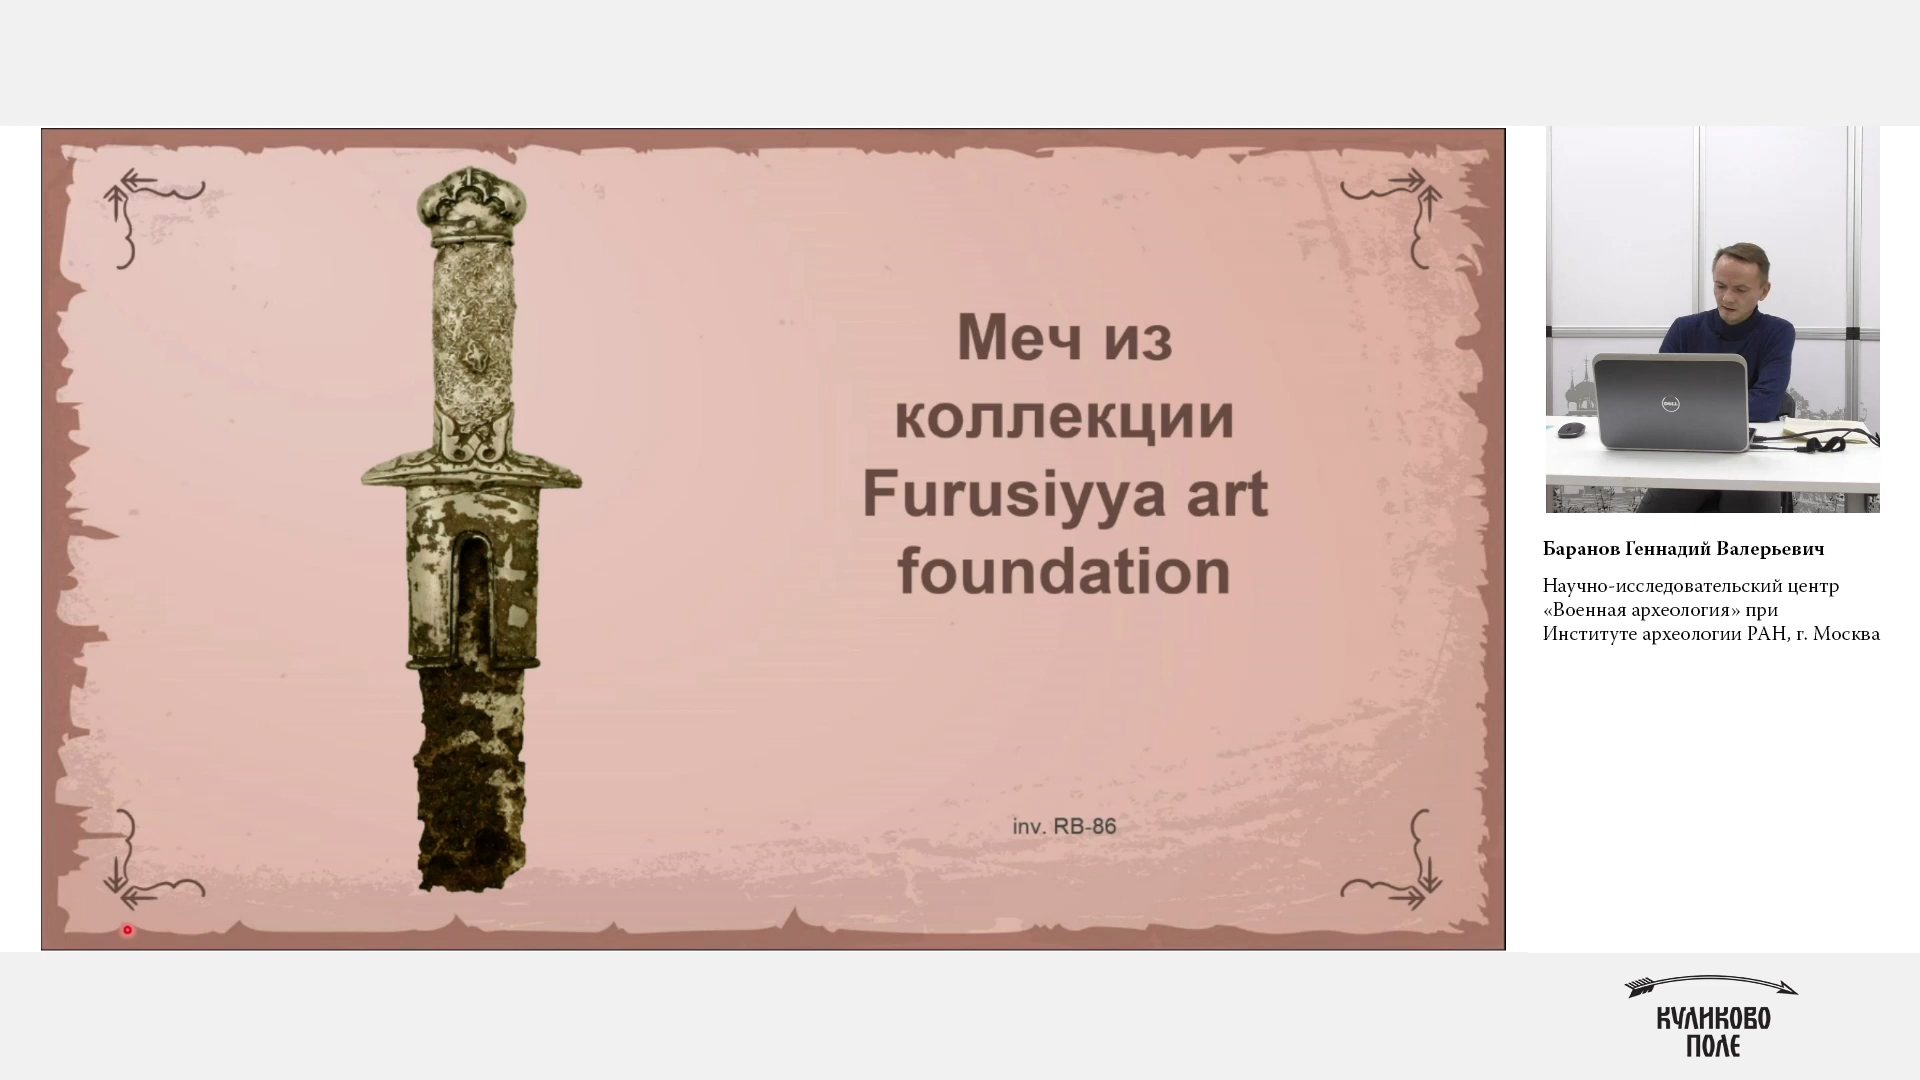 Меч из
коллекции
Furusiyya art
foundation
inv. RB-86
DELL
Баранов Геннадий Валерьевич
Научно-исследовательский центр
«Военная археология» при
Институте археологии РАН, г. Москва
КУЛИКОВО
ПОЛЕ